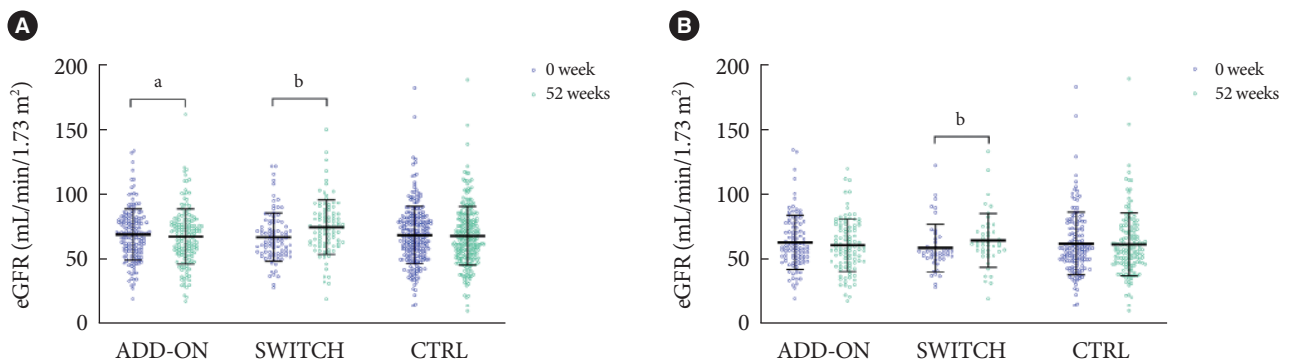 A
eGFR (mL/min/1.73 m²)
200
150
100
50
0
a
b
0 week
52 weeks
ADD-ON SWITCH CTRL
B
eGFR (mL/min/1.73 m²)
200
150
100
50
0
b
0 week
52 weeks
ADD-ON SWITCH CTRL